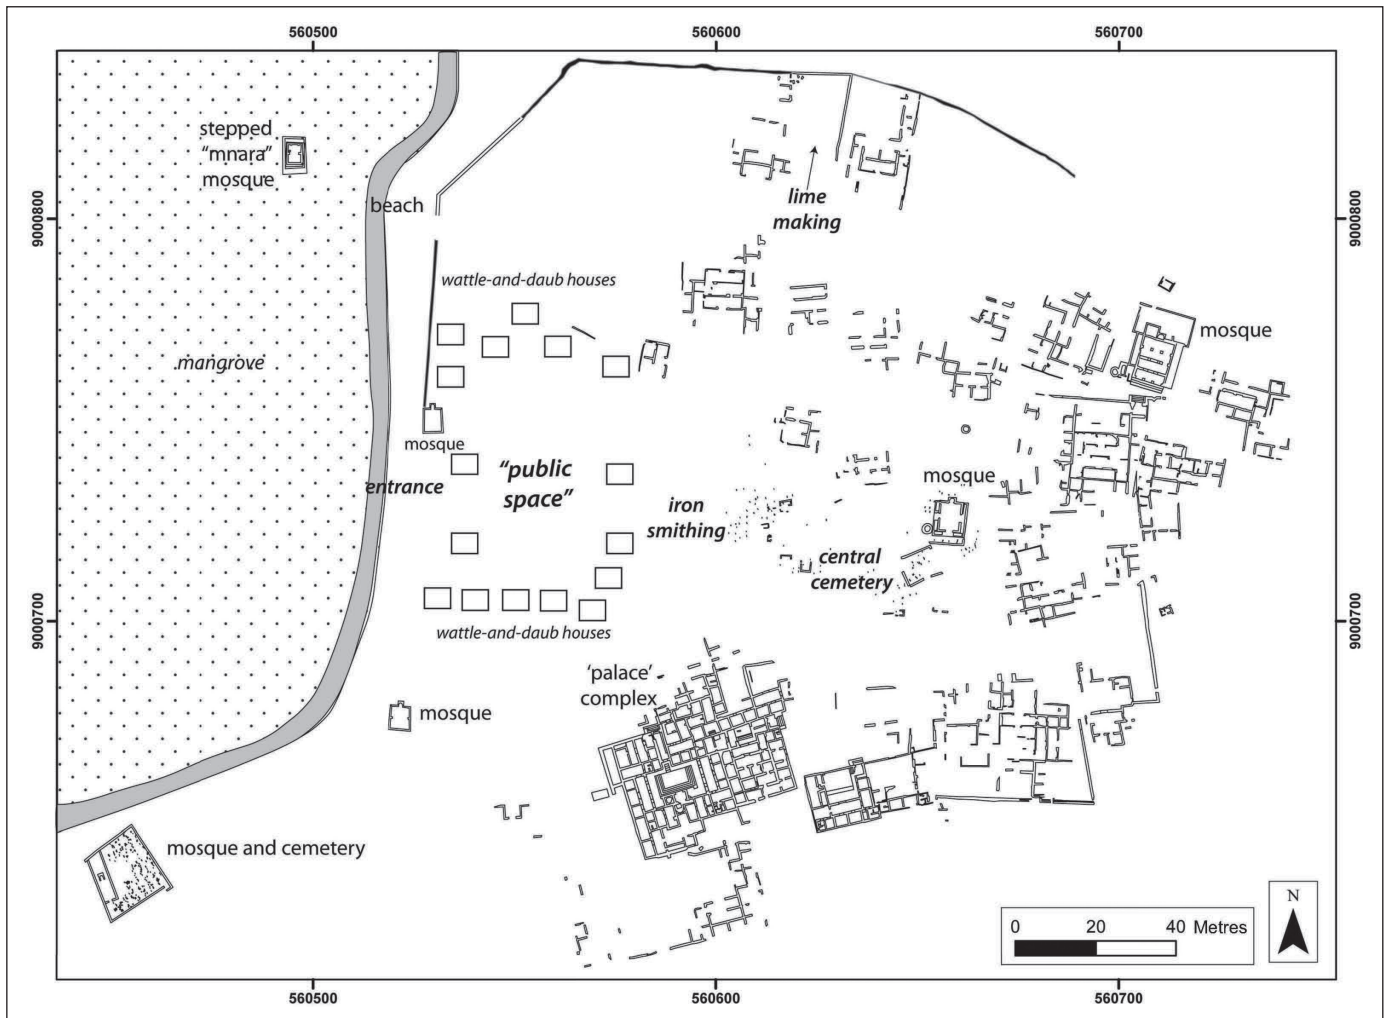 560500
560600
560700
stepped
“mnara”
mosque
beach
lime
making
9000800
9000800
wattle-and-daub houses
mangrove
mosque
mosque
“public
space”
entrance
mosque
iron
smithing
central
cemetery
9000700
9000700
wattle-and-daub houses
‘palace’
complex
mosque
mosque and cemetery
N
0 20 40 Metres
560500
560600
560700